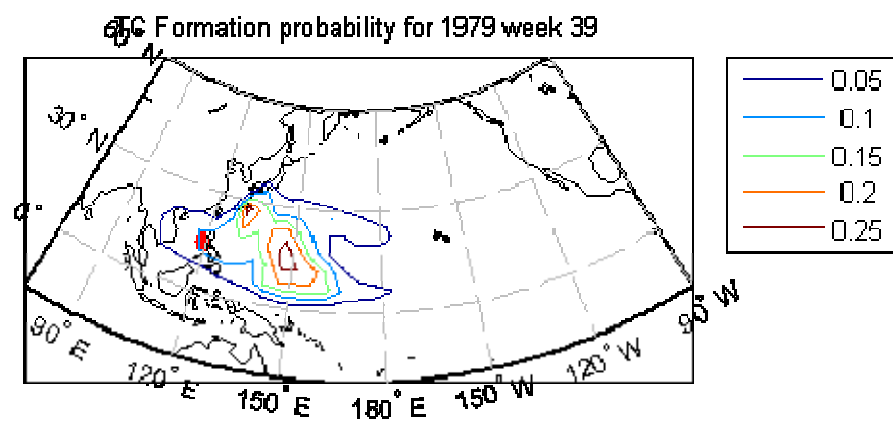 TC Formation probability for 1979 week 39
60° N
30° N
0°
90° E
120° E
150° E
180° E
150° W
120° W
90° W
0.05
0.1
0.15
0.2
0.25